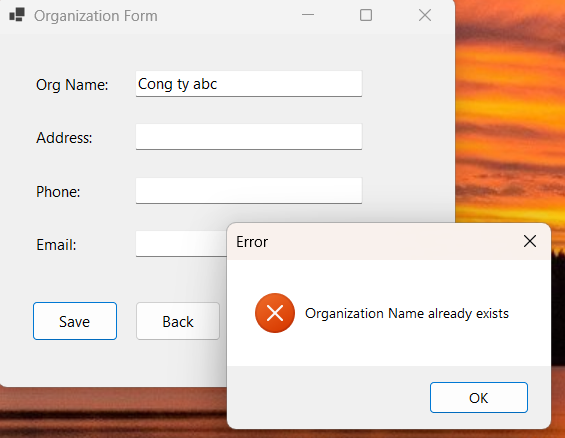 Organization Form
Org Name: Cong ty abc
Address:
Phone:
Email:
Save Back
Error
Organization Name already exists
OK